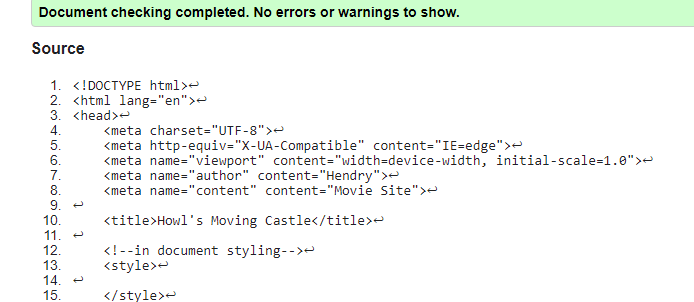 Document checking completed. No errors or warnings to show.
Source
1. <!DOCTYPE html>↩
2. <html lang="en">↩
3. <head>↩
4.     <meta charset="UTF-8">↩
5.     <meta http-equiv="X-UA-Compatible" content="IE=edge">↩
6.     <meta name="viewport" content="width=device-width, initial-scale=1.0">↩
7.     <meta name="author" content="Hendry">↩
8.     <meta name="content" content="Movie Site">↩
9. ↩
10.     <title>Howl's Moving Castle</title>↩
11. ↩
12.     <!--in document styling-->↩
13.     <style>↩
14. ↩
15.     </style>↩